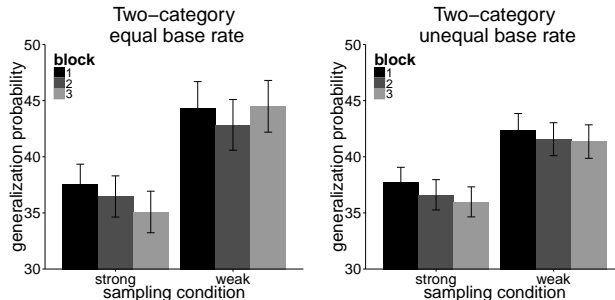 Two-category
equal base rate
generalization probability
50
45
40
35
30
block
1
2
3
strong
weak
sampling condition
Two-category
unequal base rate
generalization probability
50
45
40
35
30
block
1
2
3
strong
weak
sampling condition